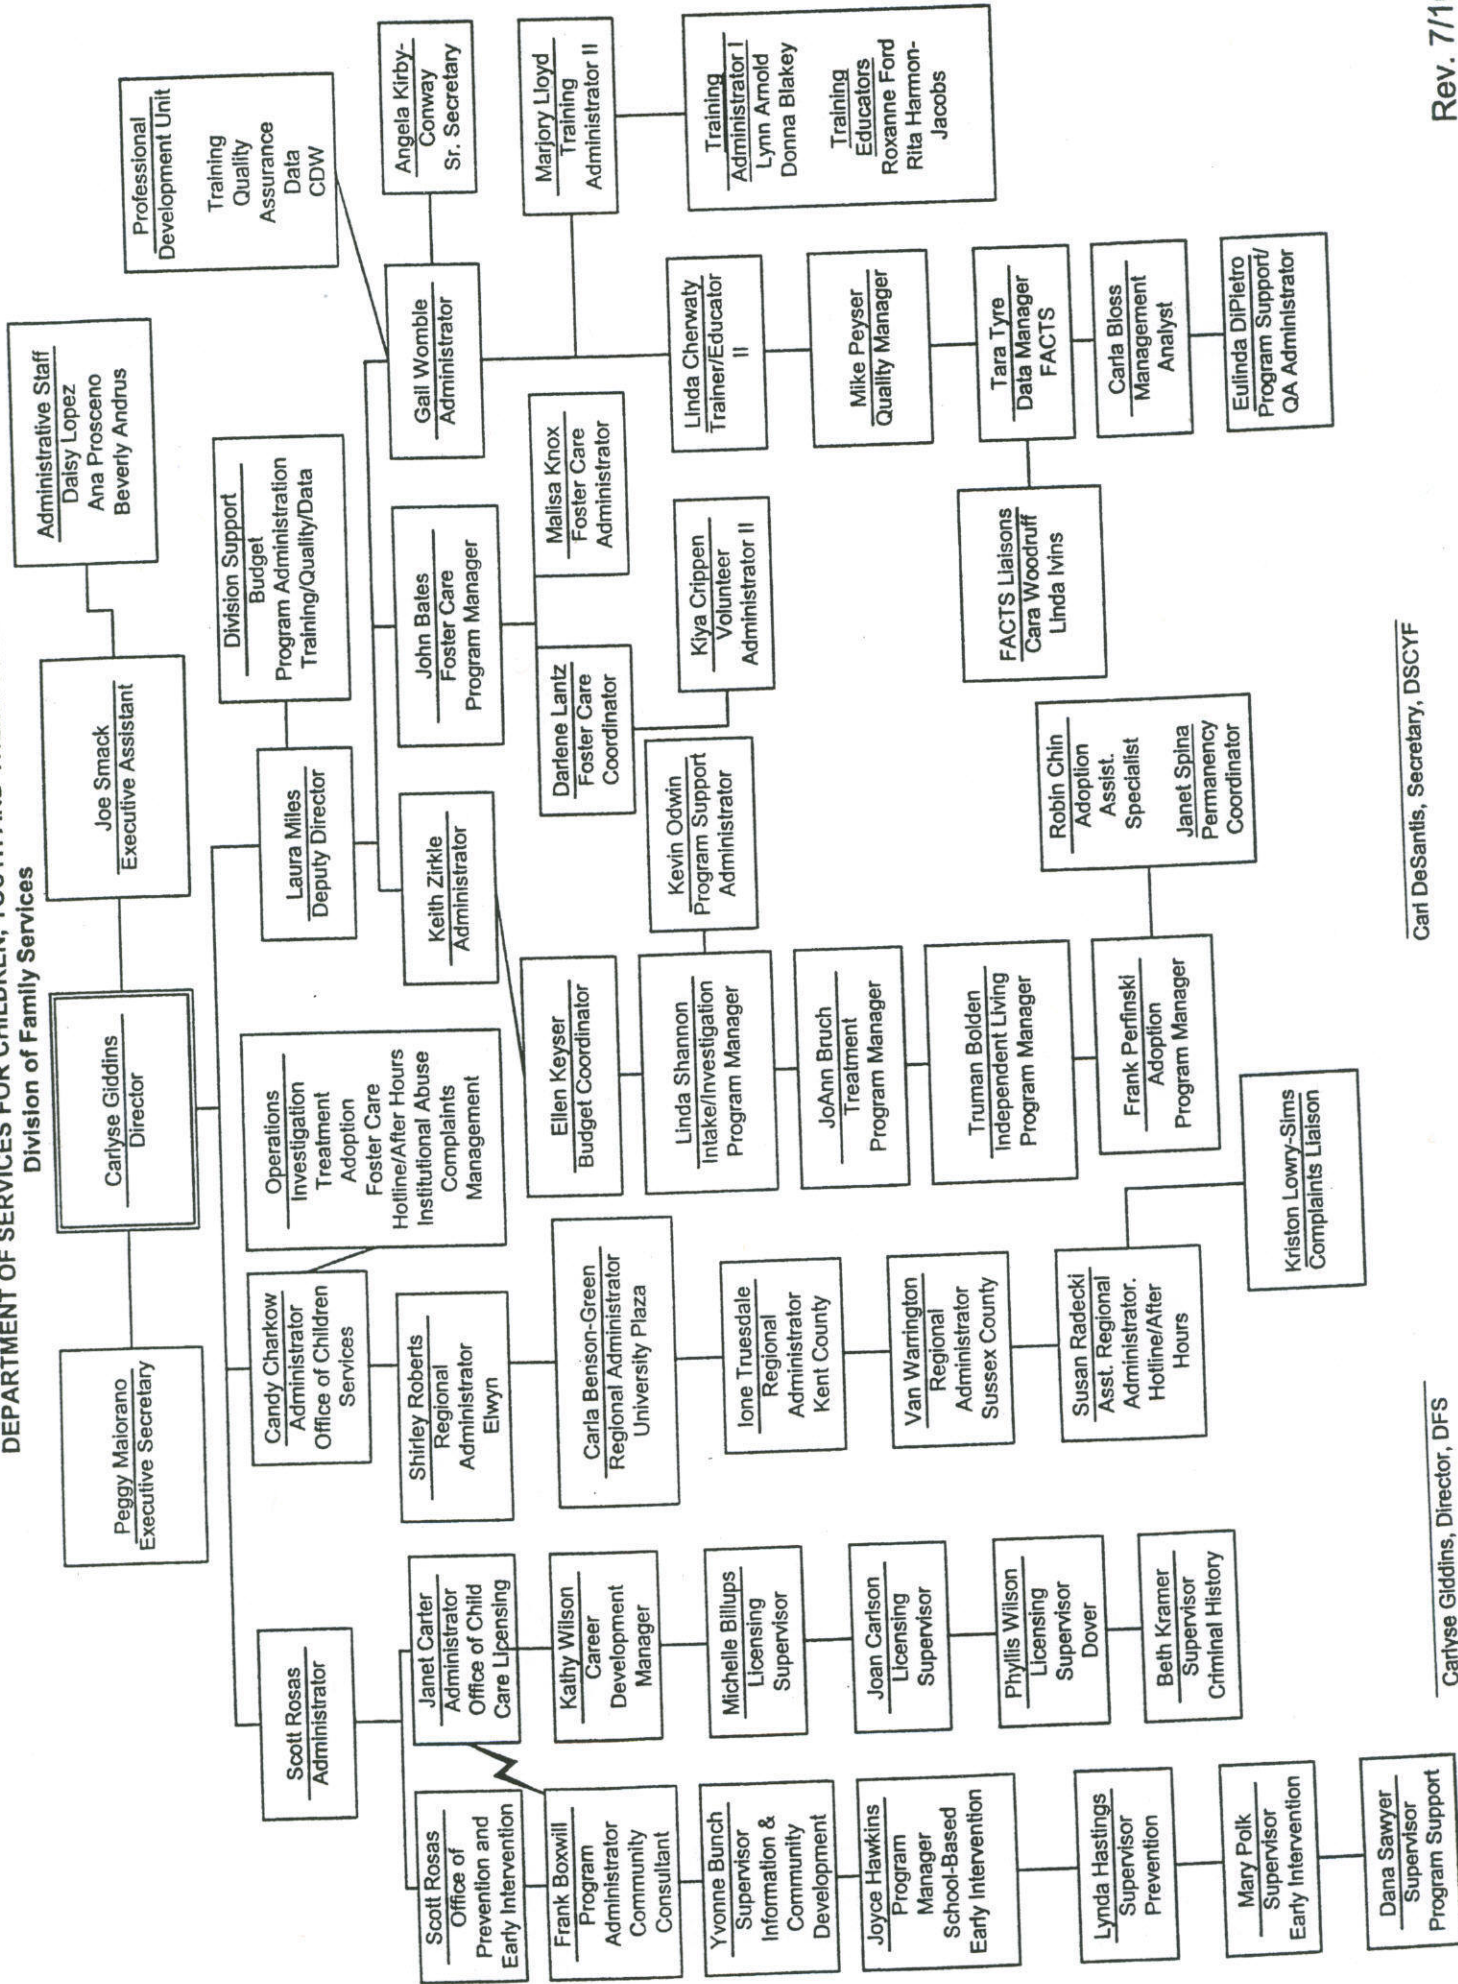 DEPARTMENT OF SERVICES FOR CHILDREN, YOUTH AND
Division of Family Services
Carlyse Giddins
Director
Peggy Maiorano
Executive Secretary
Joe Smack
Executive Assistant
Administrative Staff
Daisy Lopez
Ana Prosceno
Beverly Andrus
Scott Rosas
Administrator
Candy Charkow
Administrator
Office of Children
Services
Operations
Investigation
Treatment
Adoption
Foster Care
Hotline/After Hours
Institutional Abuse
Complaints
Management
Laura Miles
Deputy Director
Division Support
Budget
Program Administration
Training/Quality/Data
Professional
Development Unit
Training
Quality
Assurance
Data
CDW
Scott Rosas
Office of
Prevention and
Early Intervention
Frank Boxwill
Program
Administrator
Community
Consultant
Yvonne Bunch
Supervisor
Information &
Community
Development
Joyce Hawkins
Program
Manager
School-Based
Early Intervention
Lynda Hastings
Supervisor
Prevention
Mary Polk
Supervisor
Early Intervention
Dana Sawyer
Supervisor
Program Support
Janet Carter
Administrator
Office of Child
Care Licensing
Kathy Wilson
Career
Development
Manager
Michelle Billups
Licensing
Supervisor
Joan Carlson
Licensing
Supervisor
Phyllis Wilson
Licensing
Supervisor
Dover
Beth Kramer
Supervisor
Criminal History
Shirley Roberts
Regional
Administrator
Elwyn
Carla Benson-Green
Regional Administrator
University Plaza
Ione Truesdale
Regional
Administrator
Kent County
Van Warrington
Regional
Administrator
Sussex County
Susan Radecki
Asst. Regional
Administrator.
Hotline/After
Hours
Kriston Lowry-Sims
Complaints Liaison
Keith Zirkle
Administrator
Ellen Keyser
Budget Coordinator
Linda Shannon
Intake/Investigation
Program Manager
Kevin Odwin
Program Support
Administrator
JoAnn Bruch
Treatment
Program Manager
Truman Bolden
Independent Living
Program Manager
Frank Perfinski
Adoption
Program Manager
Robin Chin
Adoption
Assist.
Specialist
Janet Spina
Permanency
Coordinator
John Bates
Foster Care
Program Manager
Darlene Lantz
Foster Care
Coordinator
Malisa Knox
Foster Care
Administrator
Kiya Crippen
Volunteer
Administrator II
Gail Womble
Administrator
Angela Kirby-
Conway
Sr. Secretary
Marjory Lloyd
Training
Administrator II
Training
Administrator I
Lynn Arnold
Donna Blakey
Training
Educators
Roxanne Ford
Rita Harmon-
Jacobs
Linda Cherwaty
Trainer/Educator
II
Mike Peyser
Quality Manager
Tara Tyre
Data Manager
FACTS
FACTS Liaisons
Cara Woodruff
Linda Ivins
Carla Bloss
Management
Analyst
Eulinda DiPietro
Program Support/
QA Administrator
Carlyse Giddins, Director, DFS
Cari DeSantis, Secretary, DSCYF
Rev. 7/1